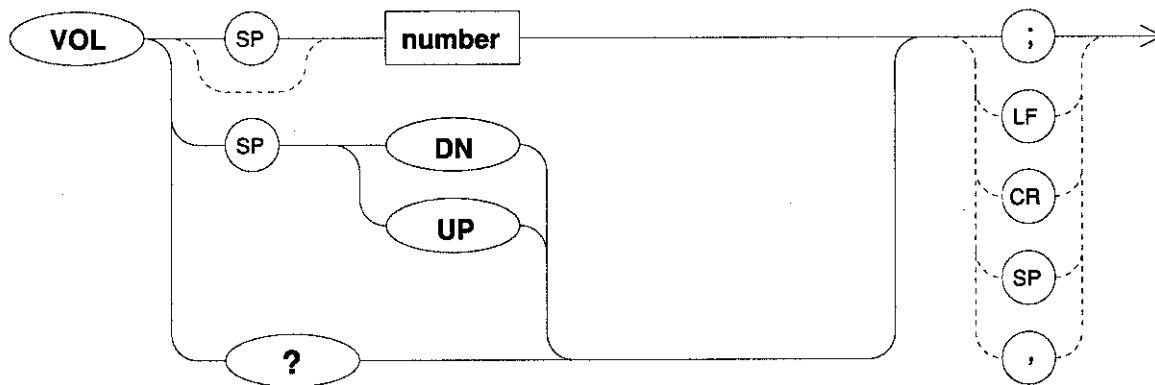 VOL SP number ;
LF
SP DN
CR
UP
SP
? ,